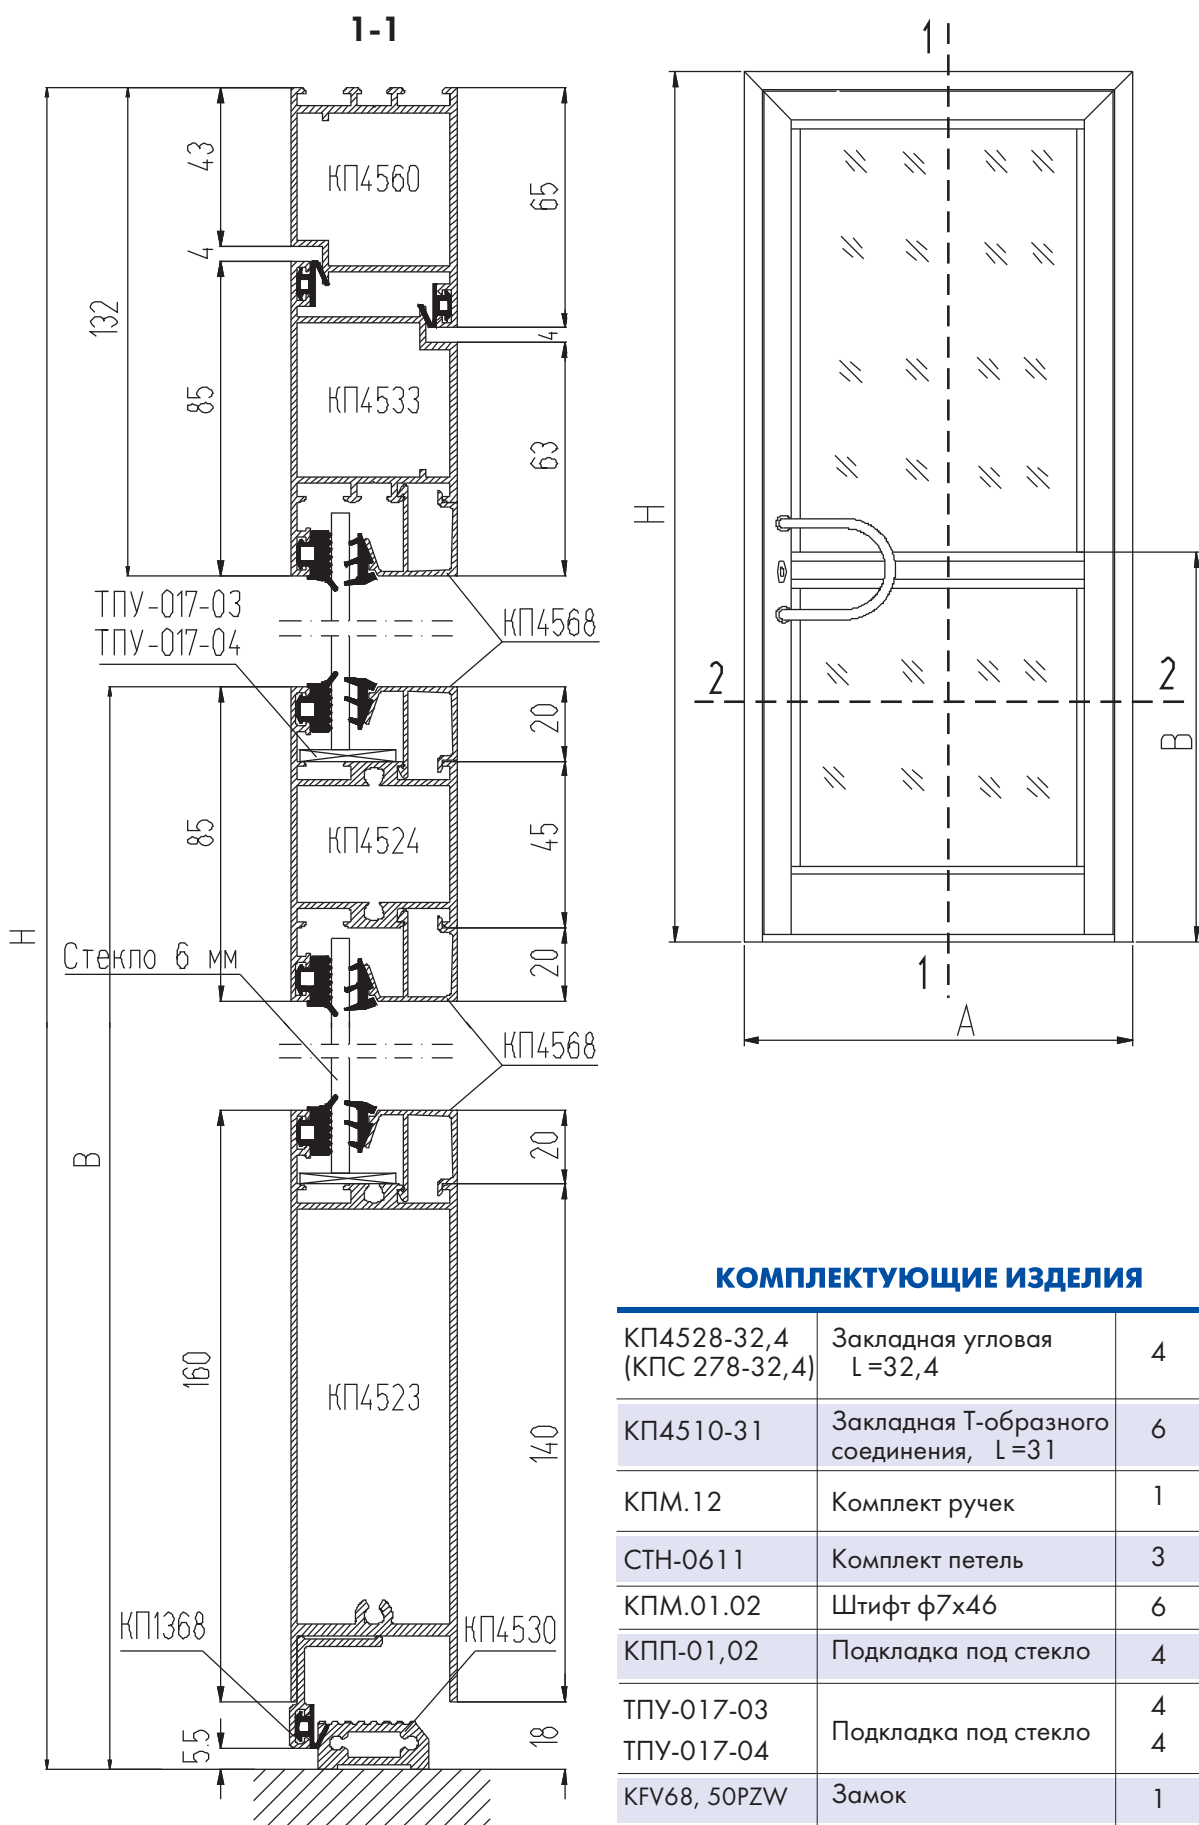 1-1
43
4
132
85
КП4560
65
4
КП4533
63
ТПУ-017-03
ТПУ-017-04
КП4568
85
20
КП4524
45
20
H
Стекло 6 мм
КП4568
B
20
160
КП4523
140
КП1368
КП4530
5.5
18
1
H
2
2
B
1
A
КОМПЛЕКТУЮЩИЕ ИЗДЕЛИЯ
КП4528-32,4 Закладная угловая 4
(КПС 278-32,4) L=32,4
КП4510-31 Закладная Т-образного 6
соединения, L=31
КПМ.12 Комплект ручек 1
СТН-0611 Комплект петель 3
КПМ.01.02 Штифт ф7х46 6
КПП-01,02 Подкладка под стекло 4
ТПУ-017-03 4
Подкладка под стекло
ТПУ-017-04 4
KFV68, 50PZW Замок 1